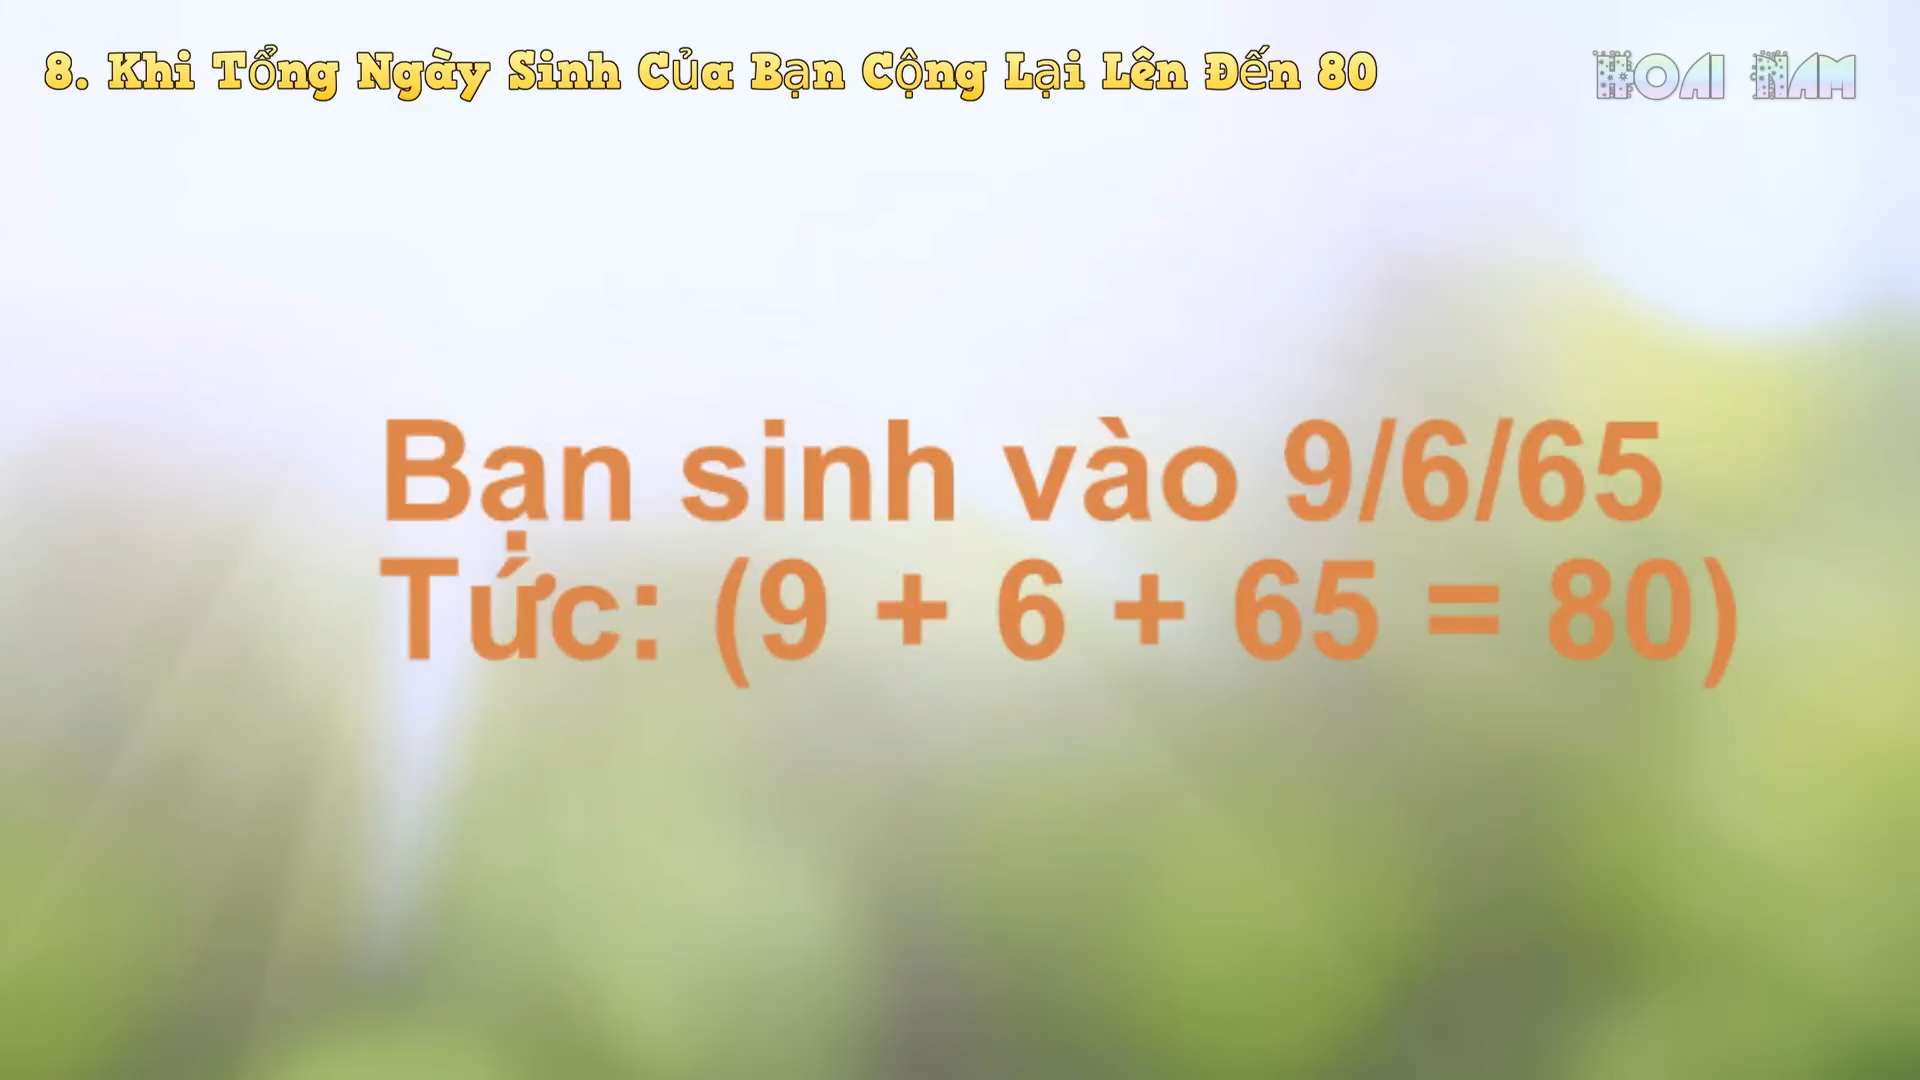 8. Khi Tổng Ngày Sinh Của Bạn Cộng Lại Lên Đến 80
HOAI NAM
Bạn sinh vào 9/6/65
Tức: (9 + 6 + 65 = 80)